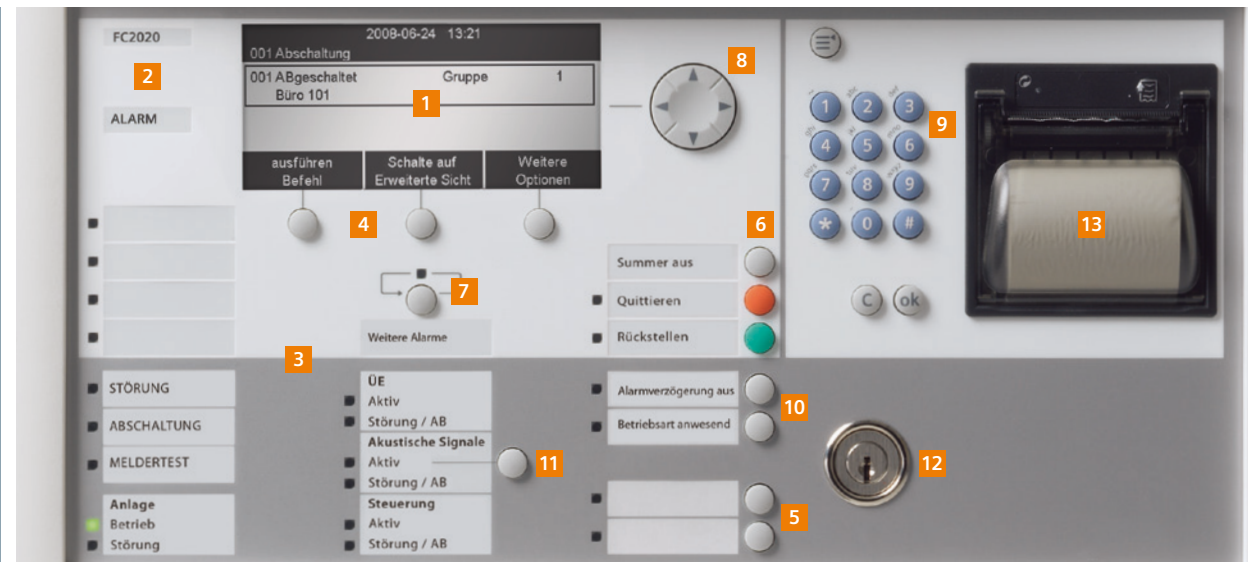 FC2020
2
ALARM
2008-06-24 13:21
001 Abschaltung
001 ABgeschaltet Gruppe 1
Büro 101
1
ausführen
Befehl
Schalte auf
Erweiterte Sicht
Weitere
Optionen
4
8
9
1 2 3
4 5 6
7 8 9
* 0 #
C ok
13
6
Summer aus
Quittieren
Rückstellen
7
Weitere Alarme
3
STÖRUNG
ABSCHALTUNG
MELDERTEST
Anlage
Betrieb
Störung
ÜE
Aktiv
Störung / AB
Akustische Signale
Aktiv
Störung / AB
Steuerung
Aktiv
Störung / AB
11
Alarmverzögerung aus
Betriebsart anwesend
10
5
12